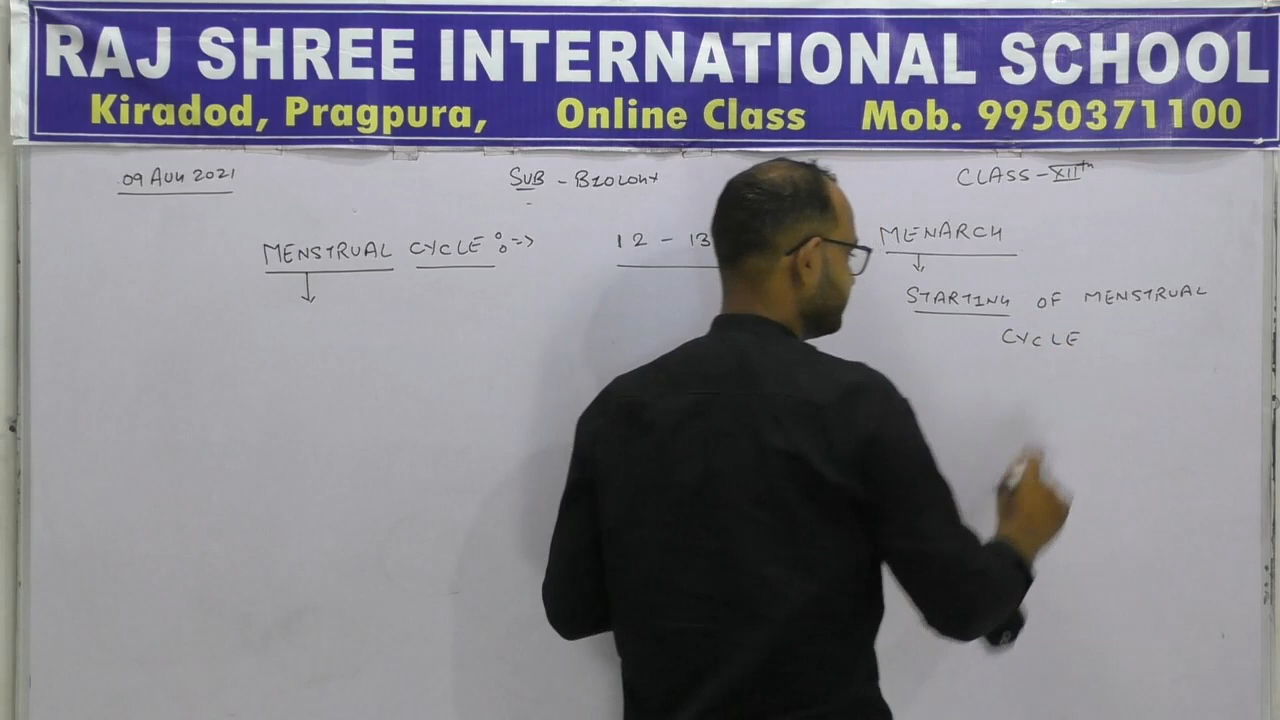 RAJ SHREE INTERNATIONAL SCHOOL
Kiradod, Pragpura, Online Class Mob. 9950371100
09 AUG 2021 SUB - BIOLOGY CLASS - XIIth
MENSTRUAL CYCLE : => 12 - 13 MENARCH
STARTING OF MENSTRUAL
CYCLE